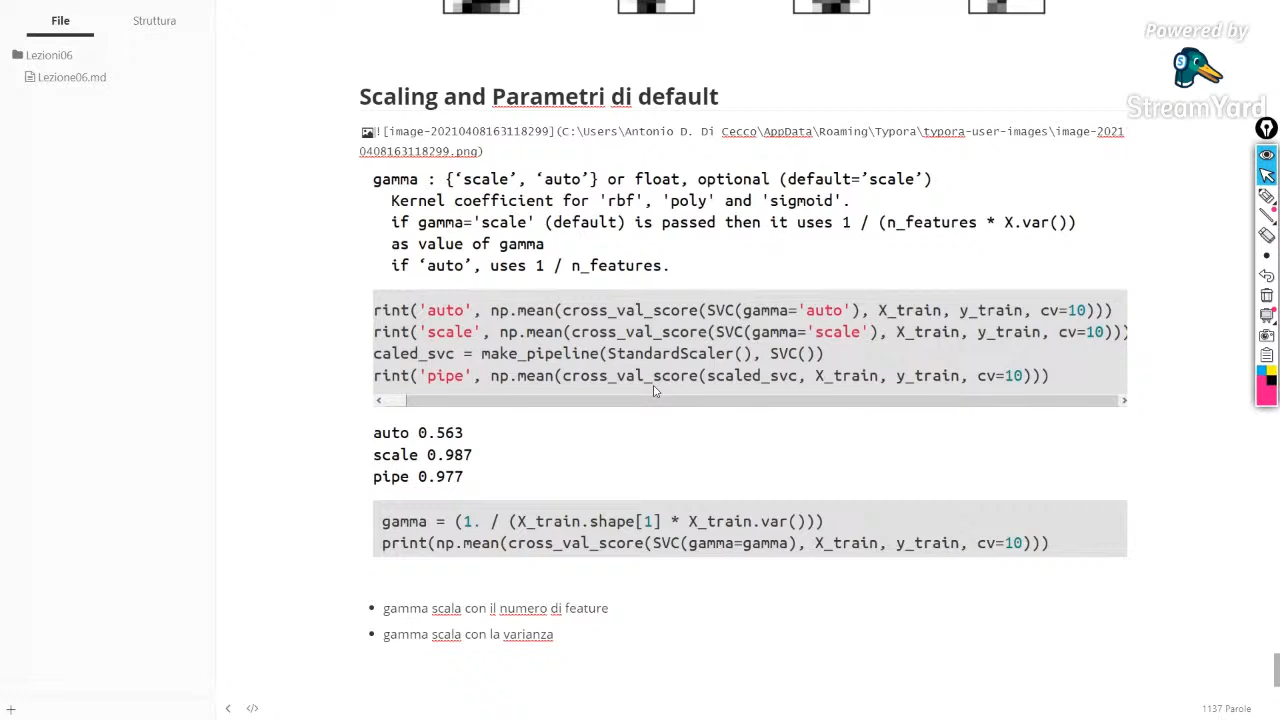 File
Struttura
Powered by
Lezioni06
Lezione06.md
S
StreamYard
Scaling and Parametri di default
![image-20210408163118299](C:\Users\Antonio D. Di Cecco\AppData\Roaming\Typora\typora-user-images\image-2021
0408163118299.png)
gamma : {‘scale’, ‘auto’} or float, optional (default=’scale’)
Kernel coefficient for 'rbf', 'poly' and 'sigmoid'.
if gamma='scale' (default) is passed then it uses 1 / (n_features * X.var())
as value of gamma
if ‘auto’, uses 1 / n_features.
rint('auto', np.mean(cross_val_score(SVC(gamma='auto'), X_train, y_train, cv=10)))
rint('scale', np.mean(cross_val_score(SVC(gamma='scale'), X_train, y_train, cv=10)))
caled_svc = make_pipeline(StandardScaler(), SVC())
rint('pipe', np.mean(cross_val_score(scaled_svc, X_train, y_train, cv=10)))
auto 0.563
scale 0.987
pipe 0.977
gamma = (1. / (X_train.shape[1] * X_train.var()))
print(np.mean(cross_val_score(SVC(gamma=gamma), X_train, y_train, cv=10)))
gamma scala con il numero di feature
gamma scala con la varianza
+ < </> 1137 Parole